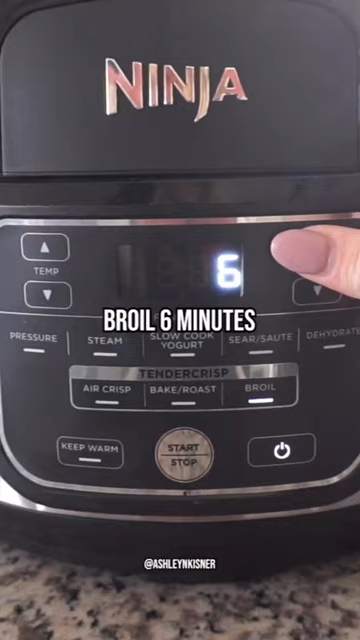 NINJA
6
TEMP
BROIL 6 MINUTES
PRESSURE
STEAM
SLOW COOK
YOGURT
SEAR/SAUTÉ
DEHYDRATE
TENDERCRISP
AIR CRISP
BAKE/ROAST
BROIL
KEEP WARM
START
STOP
@ASHLEYNKISNER